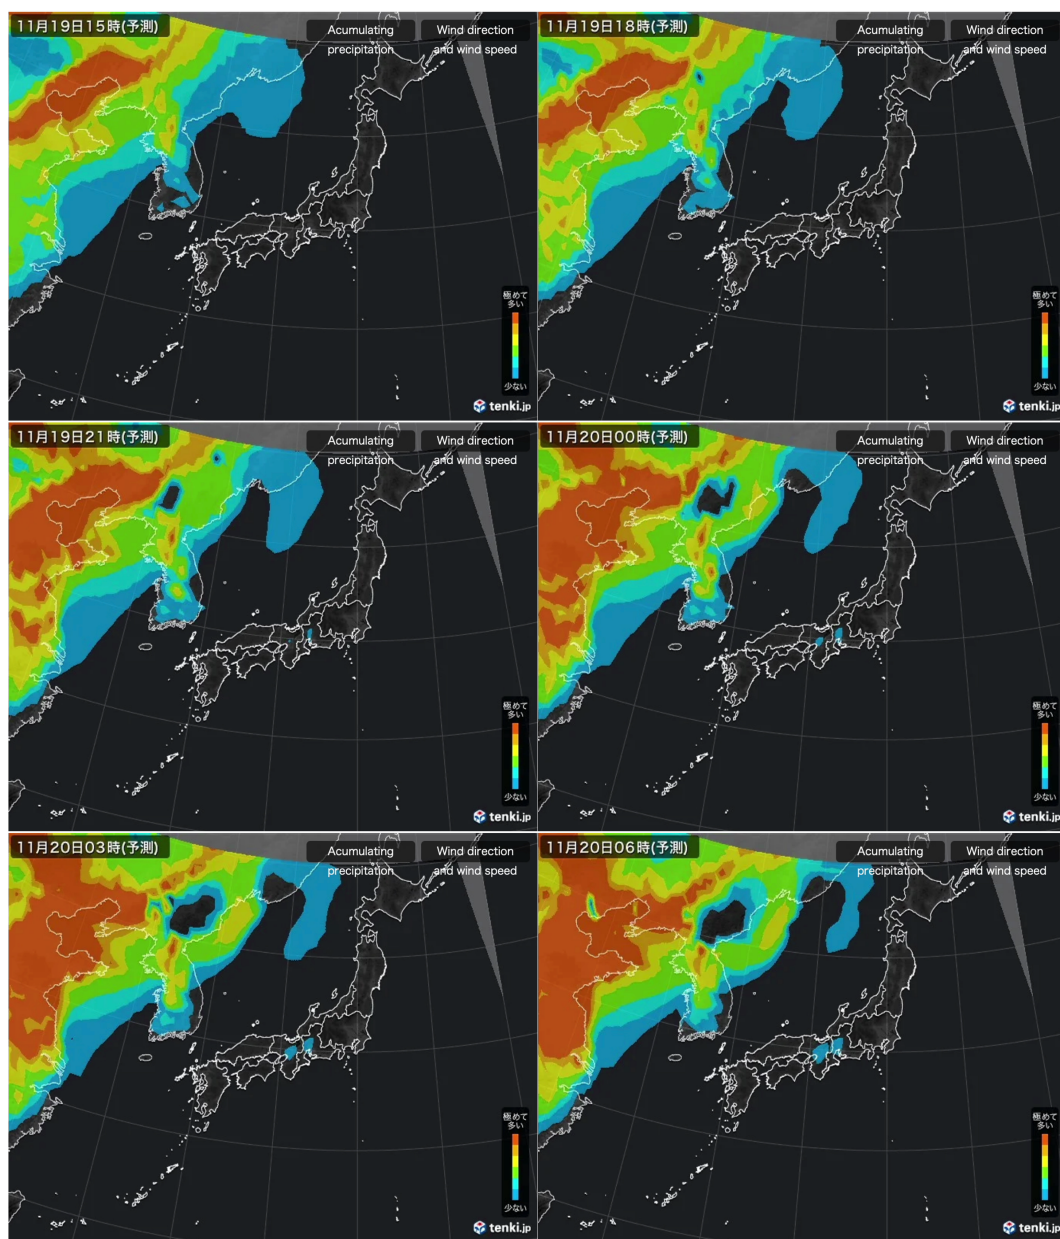 11月19日15時(予測)
Acumulating
precipitation
Wind direction
and wind speed
極めて
多い
少ない
tenki.jp
11月19日18時(予測)
Acumulating
precipitation
Wind direction
and wind speed
極めて
多い
少ない
tenki.jp
11月19日21時(予測)
Acumulating
precipitation
Wind direction
and wind speed
極めて
多い
少ない
tenki.jp
11月20日00時(予測)
Acumulating
precipitation
Wind direction
and wind speed
極めて
多い
少ない
tenki.jp
11月20日03時(予測)
Acumulating
precipitation
Wind direction
and wind speed
極めて
多い
少ない
tenki.jp
11月20日06時(予測)
Acumulating
precipitation
Wind direction
and wind speed
極めて
多い
少ない
tenki.jp